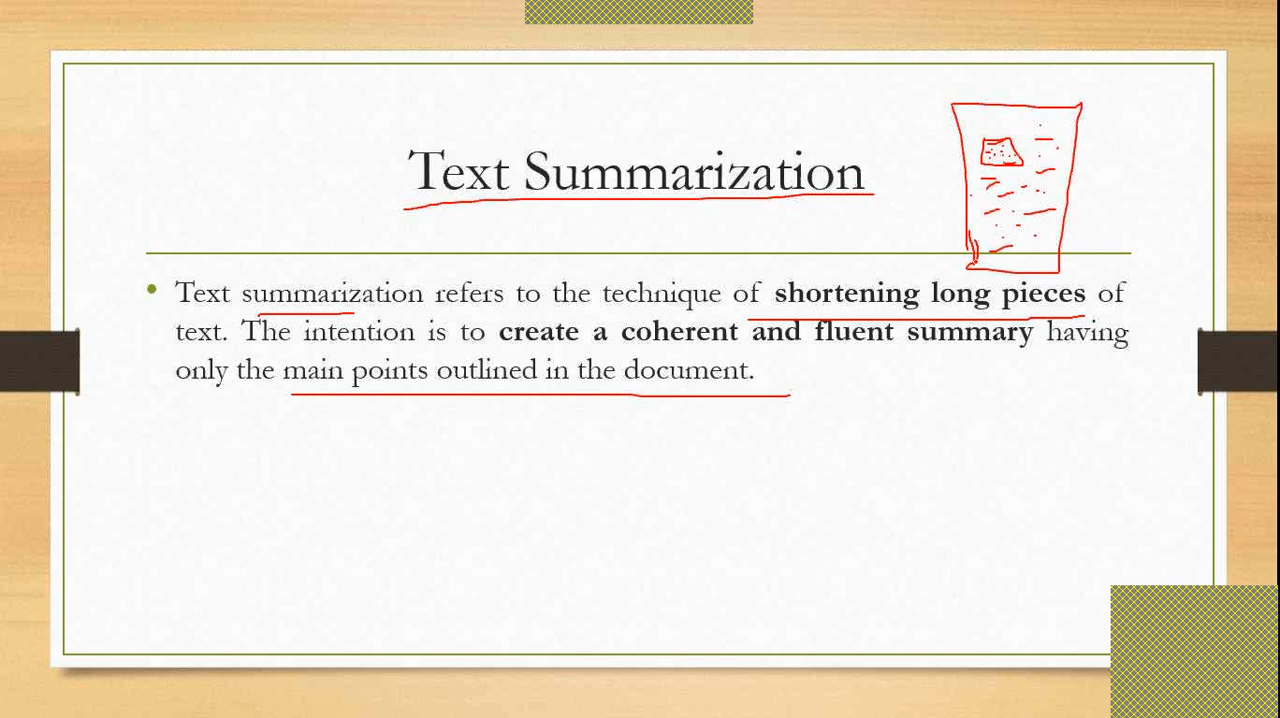 Text Summarization
• Text summarization refers to the technique of shortening long pieces of
text. The intention is to create a coherent and fluent summary having
only the main points outlined in the document.